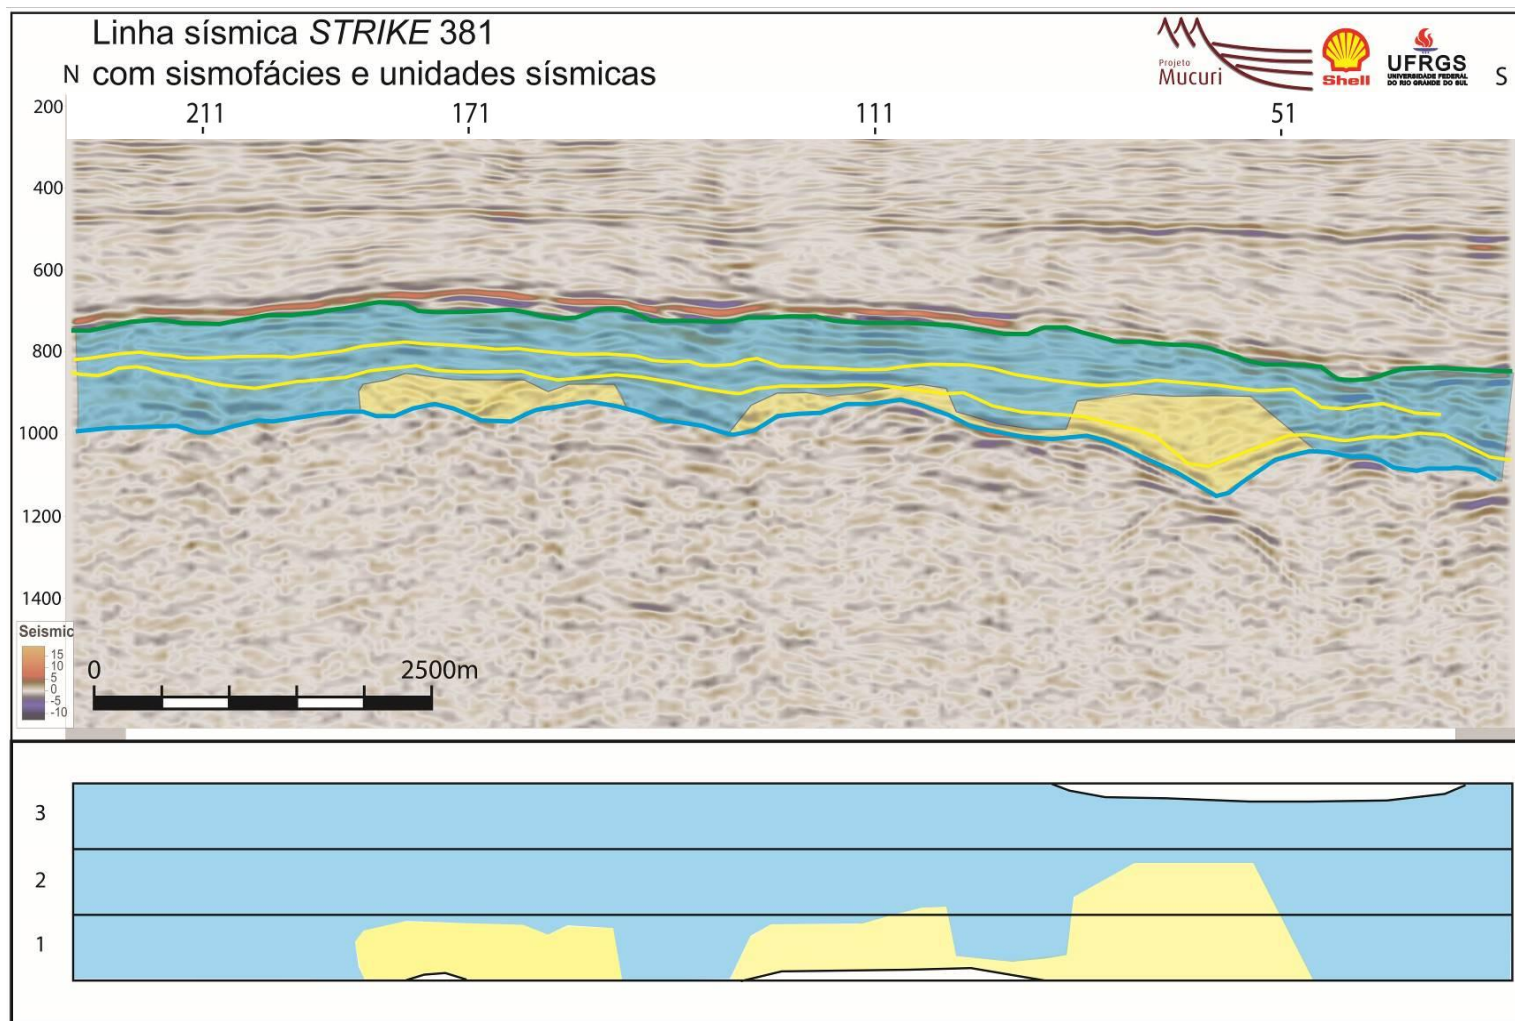 Linha sísmica STRIKE 381
N com sismofácies e unidades sísmicas
Projeto
Mucuri
Shell
UFRGS
UNIVERSIDADE FEDERAL
DO RIO GRANDE DO SUL
S
211 171 111 51
200
400
600
800
1000
1200
1400
Seismic
15
10
5
0
-5
-10
0 2500m
3
2
1